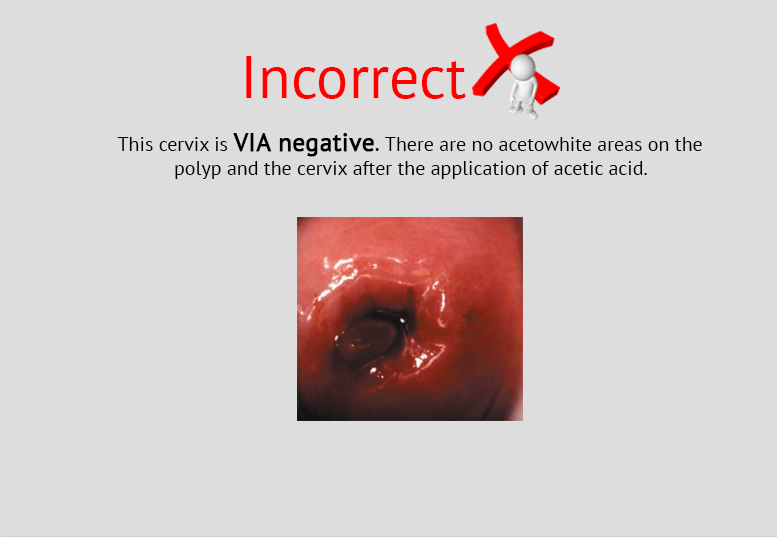 Incorrect
This cervix is VIA negative. There are no acetowhite areas on the
polyp and the cervix after the application of acetic acid.